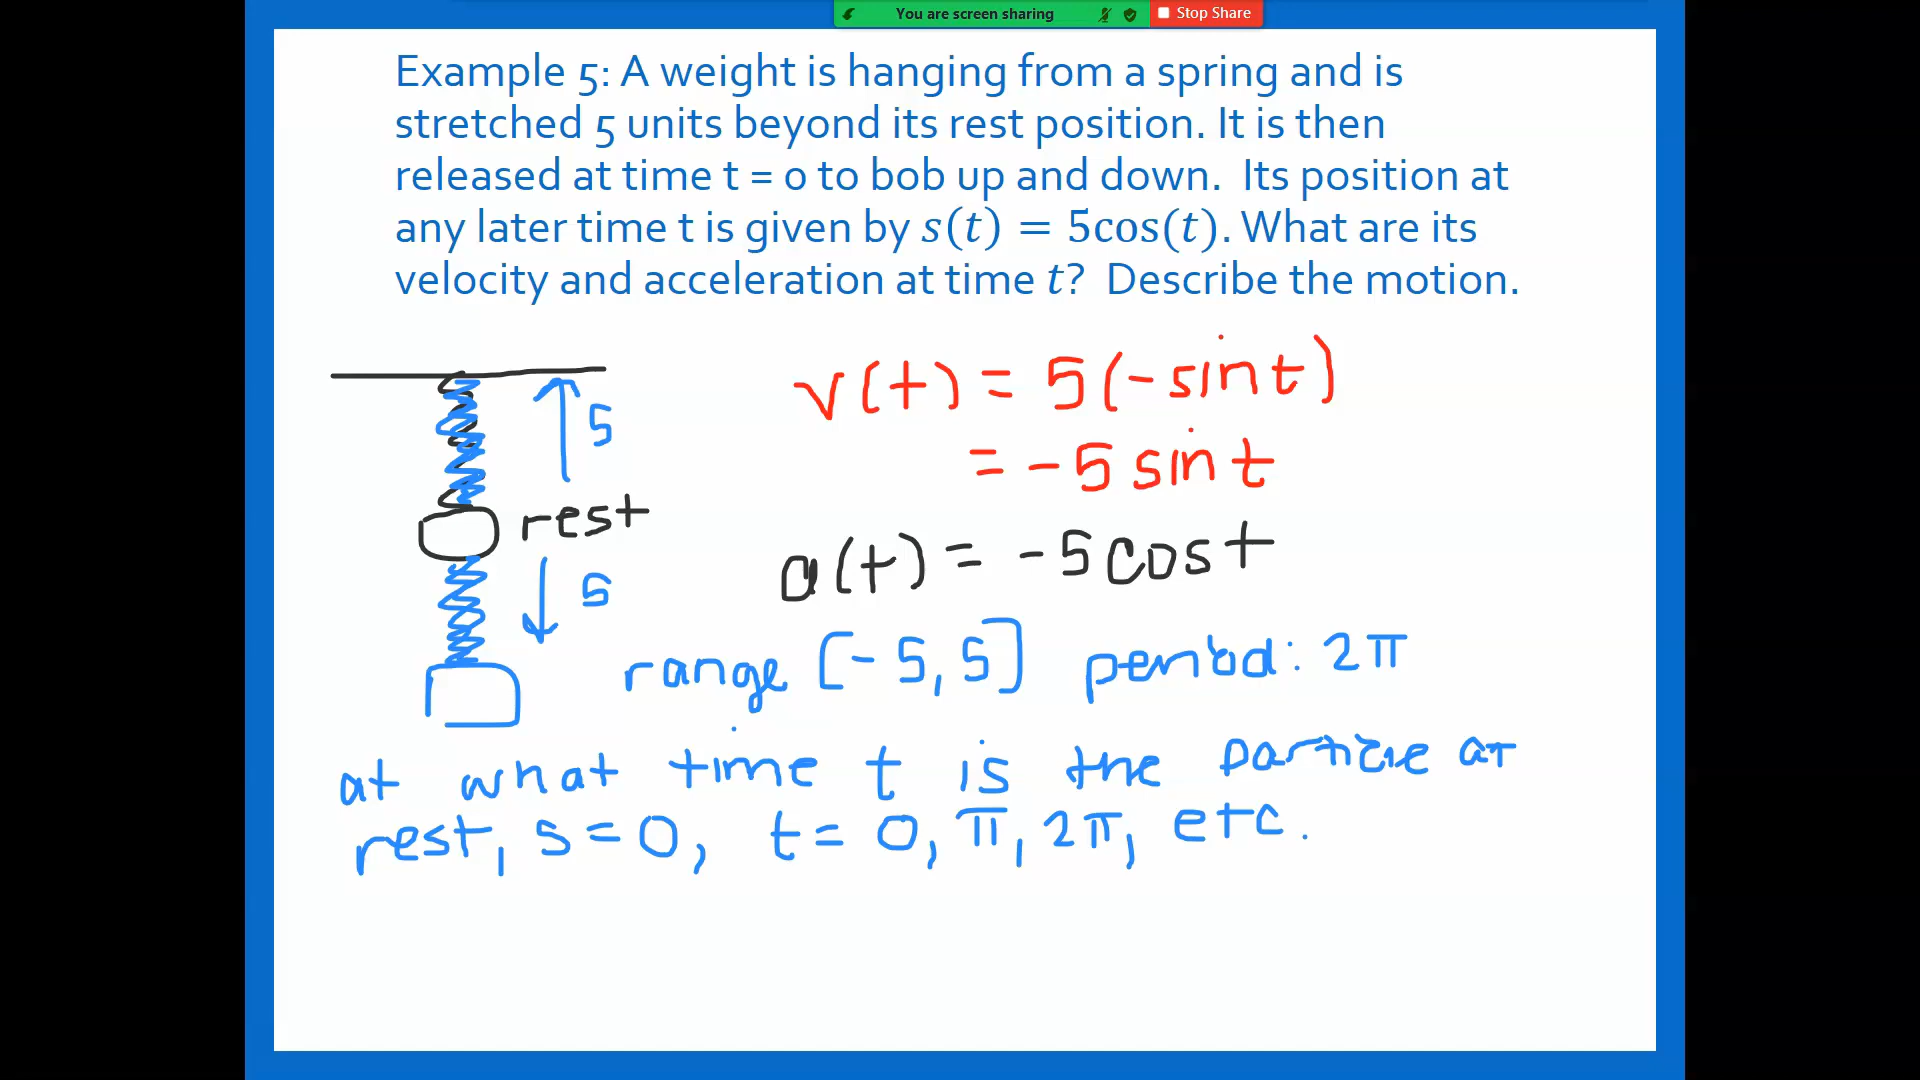 You are screen sharing Stop Share
Example 5: A weight is hanging from a spring and is
stretched 5 units beyond its rest position. It is then
released at time t = 0 to bob up and down. Its position at
any later time t is given by s(t) = 5cos(t). What are its
velocity and acceleration at time t? Describe the motion.
v(t) = 5(-sint)
= -5 sint
5
rest
a(t) = -5cost
5
range [-5,5] period: 2π
at what time t is the particle at
rest, s=0, t= 0, π, 2π, etc.